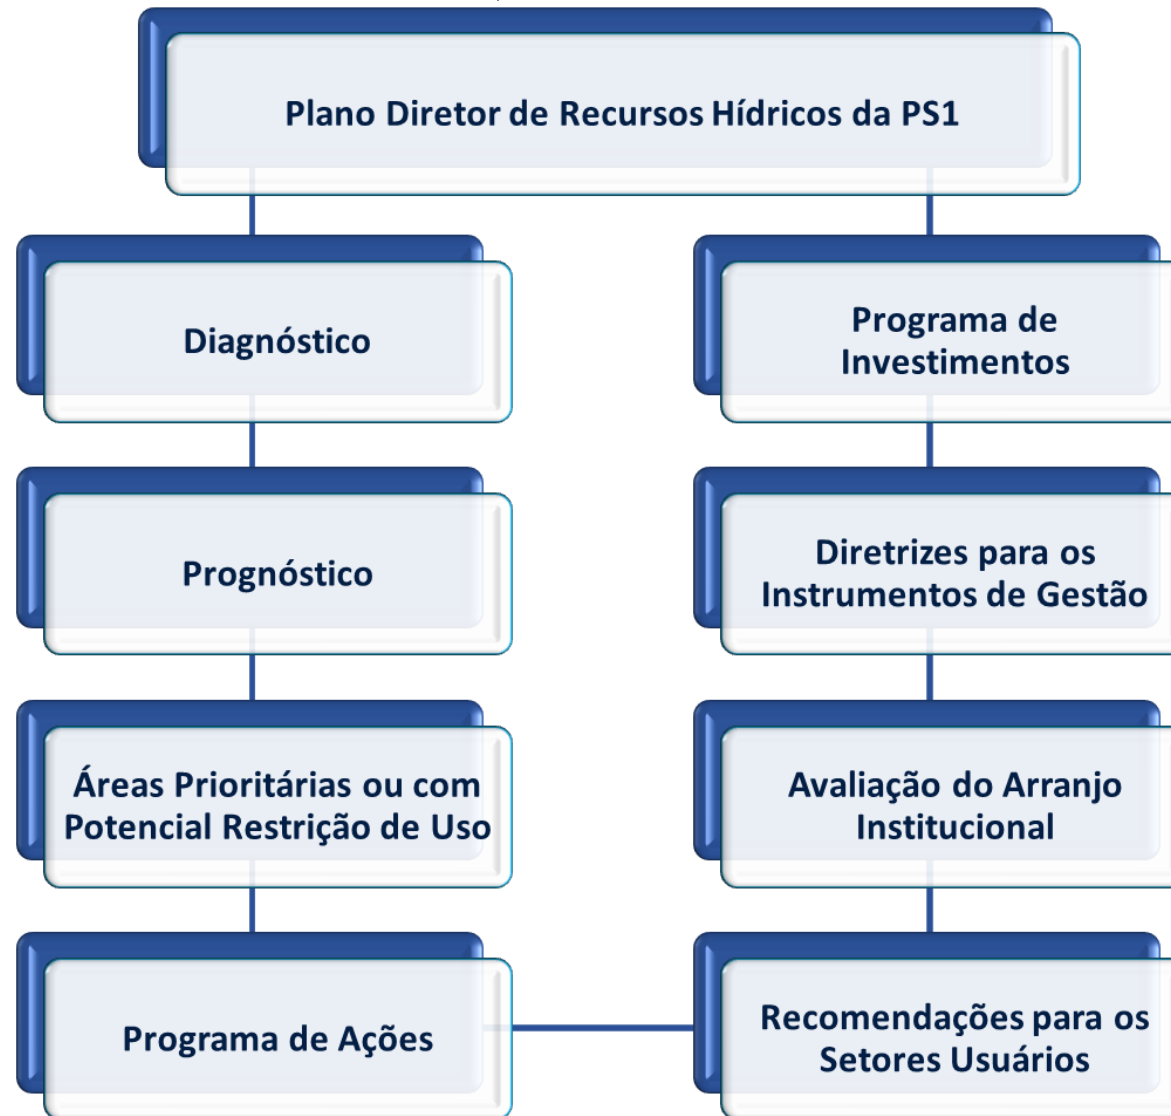 Plano Diretor de Recursos Hídricos da PS1
Diagnóstico
Prognóstico
Áreas Prioritárias ou com
Potencial Restrição de Uso
Programa de Ações
Programa de
Investimentos
Diretrizes para os
Instrumentos de Gestão
Avaliação do Arranjo
Institucional
Recomendações para os
Setores Usuários